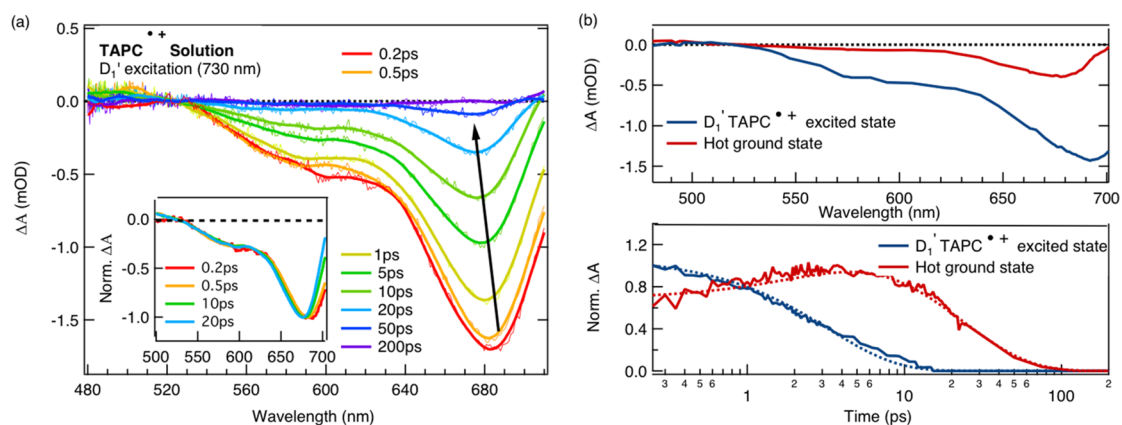 (a)
0.5
0.0
-0.5
-1.0
-1.5
ΔA (mOD)
TAPC •+ Solution
D1' excitation (730 nm)
0.2ps
0.5ps
1ps
5ps
10ps
20ps
50ps
200ps
Norm. ΔA
0.0
-0.5
-1.0
0.2ps
0.5ps
10ps
20ps
500 550 600 650 700
480 520 560 600 640 680
Wavelength (nm)
(b)
ΔA (mOD)
0.0
-0.5
-1.0
-1.5
D1' TAPC •+ excited state
Hot ground state
500 550 600 650 700
Wavelength (nm)
Norm. ΔA
1.2
0.8
0.4
0.0
D1' TAPC •+ excited state
Hot ground state
3 4 5 6 2 3 4 5 6 2 3 4 5 6 2
1 10 100
Time (ps)